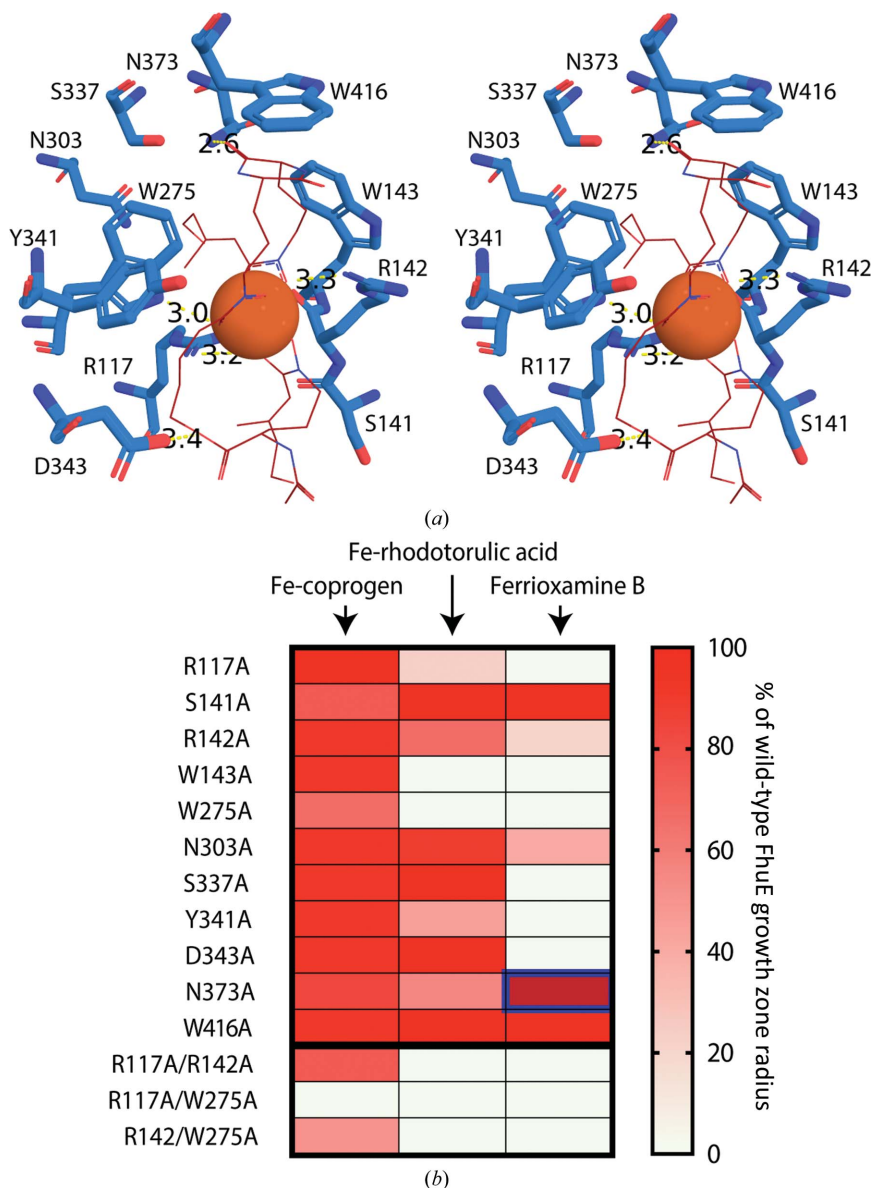 N373
S337
W416
N303
2.6
W275
W143
Y341
R142
3.3
3.0
R117
3.2
S141
3.4
D343
N373
S337
W416
N303
2.6
W275
W143
Y341
R142
3.3
3.0
R117
3.2
S141
3.4
D343
(a)
Fe-rhodotorulic acid
Fe-coprogen
Ferrioxamine B
R117A
S141A
R142A
W143A
W275A
N303A
S337A
Y341A
D343A
N373A
W416A
R117A/R142A
R117A/W275A
R142/W275A
100
80
60
40
20
0
% of wild-type FhuE growth zone radius
(b)